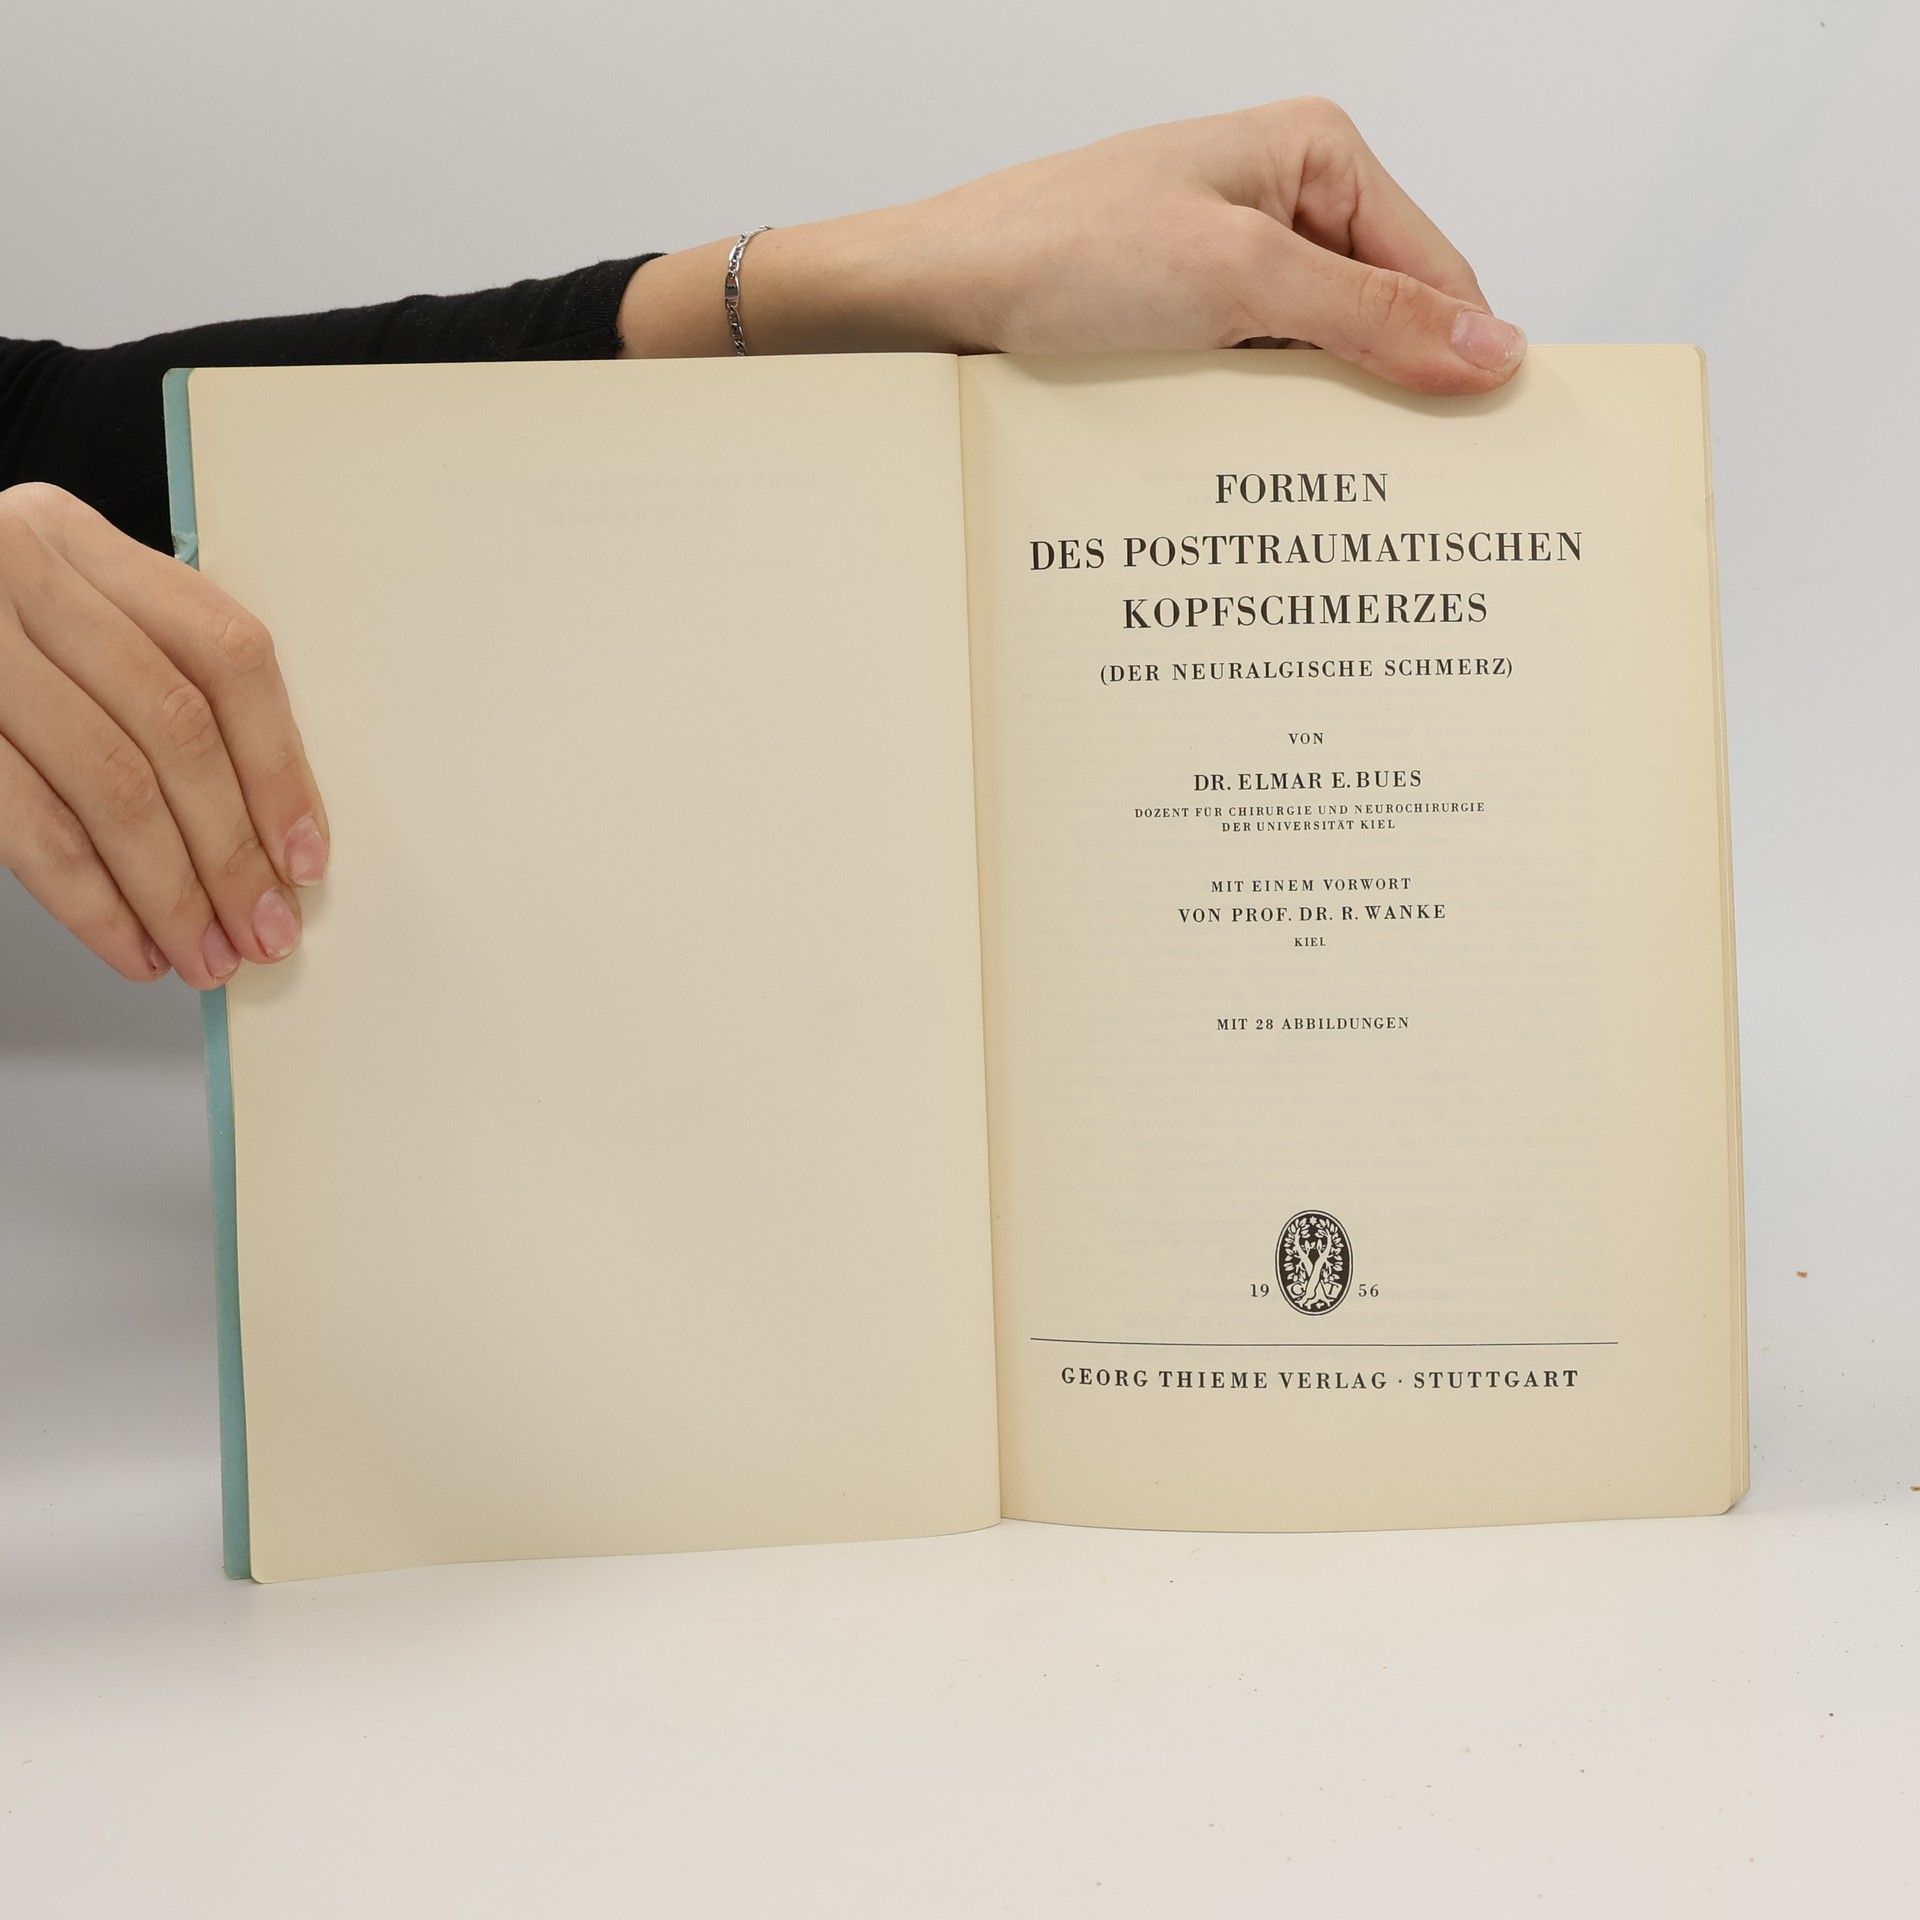 FORMEN
DES POSTTRAUMATISCHEN
KOPFSCHMERZES
(DER NEURALGISCHE SCHMERZ)
VON
DR. ELMAR E. BUES
DOZENT FÜR CHIRURGIE UND NEUROCHIRURGIE
DER UNIVERSITÄT KIEL
MIT EINEM VORWORT
VON PROF. DR. R. WANKE
KIEL
MIT 28 ABBILDUNGEN
19 G T 56
GEORG THIEME VERLAG · STUTTGART